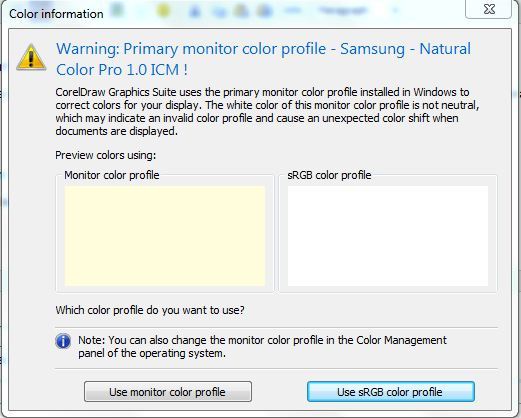 Color information
Warning: Primary monitor color profile - Samsung - Natural
Color Pro 1.0 ICM !
CorelDraw Graphics Suite uses the primary monitor color profile installed in Windows to
correct colors for your display. The white color of this monitor color profile is not neutral,
which may indicate an invalid color profile and cause an unexpected color shift when
documents are displayed.
Preview colors using:
Monitor color profile
sRGB color profile
Which color profile do you want to use?
Note: You can also change the monitor color profile in the Color Management
panel of the operating system.
Use monitor color profile
Use sRGB color profile